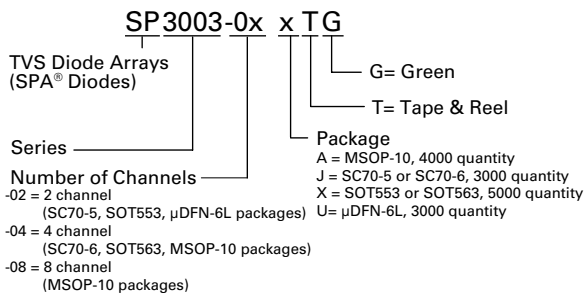 SP3003-0x x T G
TVS Diode Arrays
(SPA® Diodes)
G= Green
T= Tape & Reel
Series
Package
A = MSOP-10, 4000 quantity
J = SC70-5 or SC70-6, 3000 quantity
X = SOT553 or SOT563, 5000 quantity
U= µDFN-6L, 3000 quantity
Number of Channels
-02 = 2 channel
(SC70-5, SOT553, µDFN-6L packages)
-04 = 4 channel
(SC70-6, SOT563, MSOP-10 packages)
-08 = 8 channel
(MSOP-10 packages)